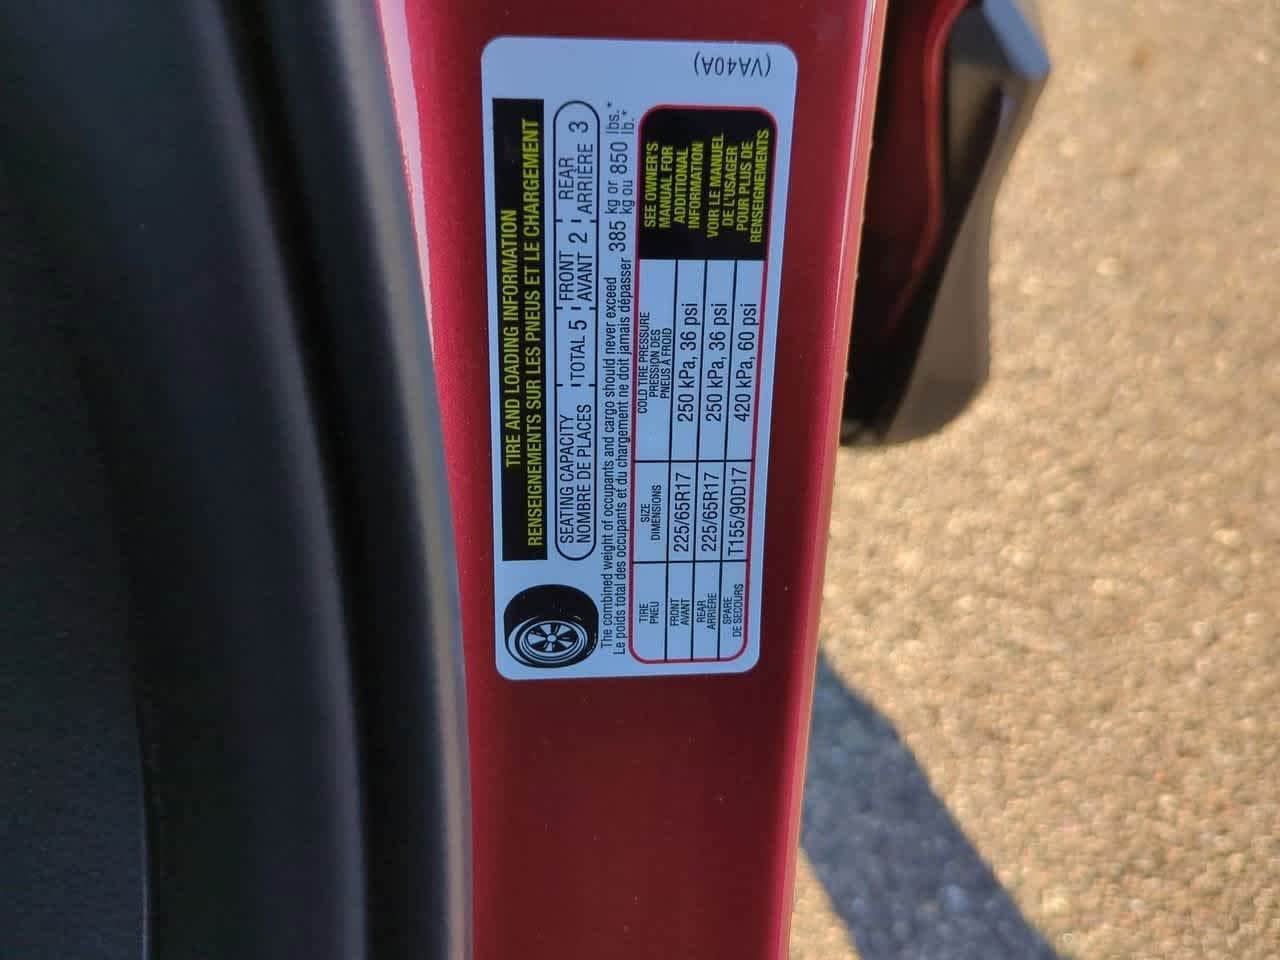 (VA40A)
TIRE AND LOADING INFORMATION
RENSEIGNEMENTS SUR LES PNEUS ET LE CHARGEMENT
SEATING CAPACITY
NOMBRE DE PLACES
TOTAL 5
FRONT
AVANT 2
REAR
ARRIÈRE 3
The combined weight of occupants and cargo should never exceed 385 kg or 850 lbs.*
Le poids total des occupants et du chargement ne doit jamais dépasser 385 kg ou 850 lb.*
TIRE
PNEU
SIZE
DIMENSIONS
COLD TIRE PRESSURE
PRESSION DES
PNEUS À FROID
FRONT
AVANT
225/65R17
250 kPa, 36 psi
REAR
ARRIÈRE
225/65R17
250 kPa, 36 psi
SPARE
DE SECOURS
T155/90D17
420 kPa, 60 psi
SEE OWNER'S
MANUAL FOR
ADDITIONAL
INFORMATION
VOIR LE MANUEL
DE L'USAGER
POUR PLUS DE
RENSEIGNEMENTS